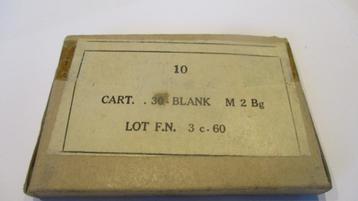 10
CART. . 30-BLANK M 2 Bg
LOT F.N. 3 c-60